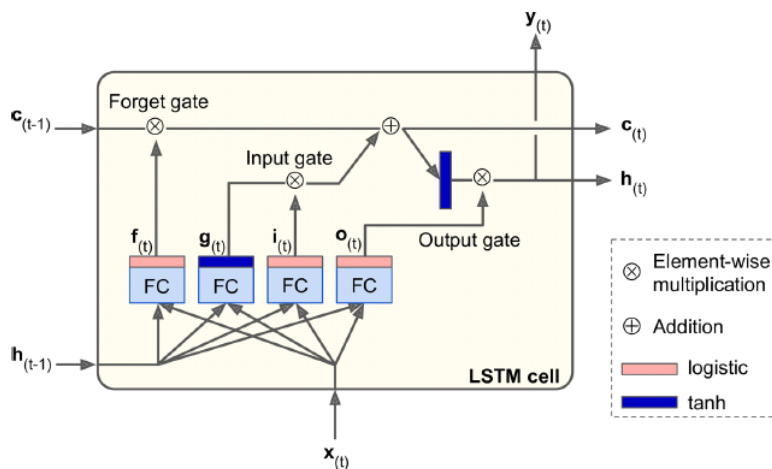 y(t)
Forget gate
c(t-1)
c(t)
Input gate
h(t)
f(t) g(t) i(t) o(t)
Output gate
FC FC FC FC
Element-wise
multiplication
Addition
h(t-1)
LSTM cell
logistic
tanh
x(t)